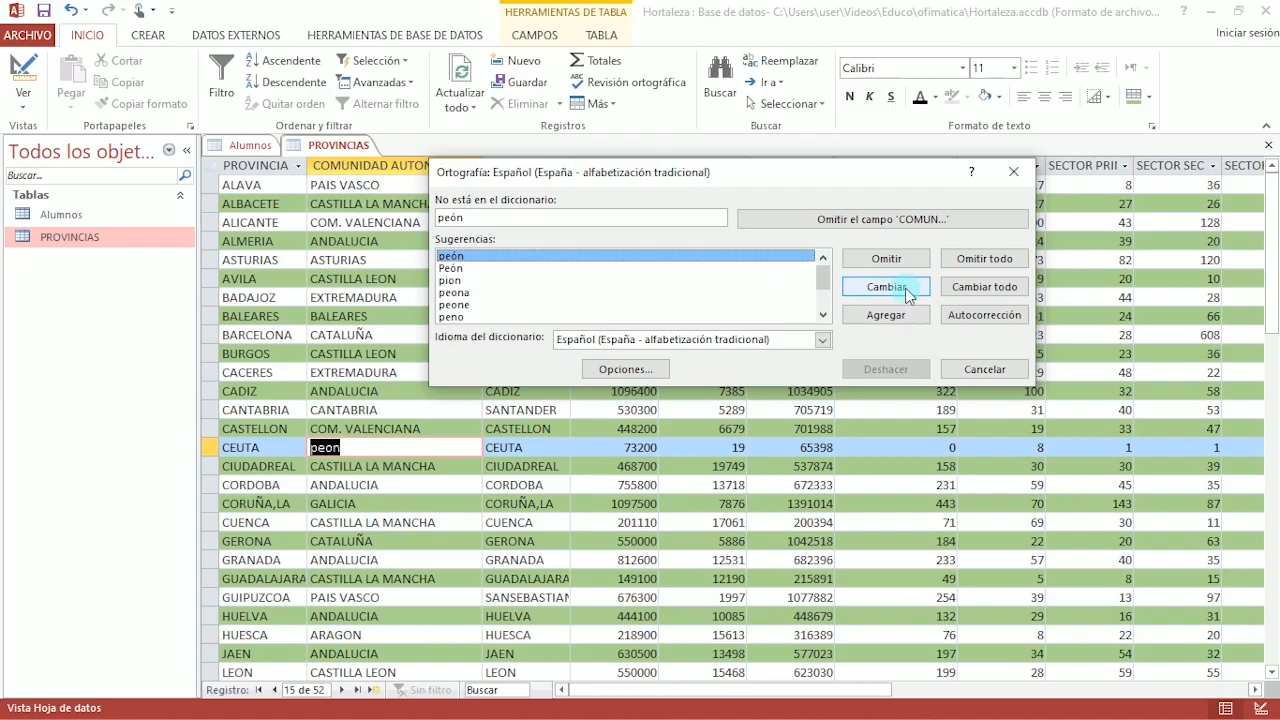 HERRAMIENTAS DE TABLA
Hortaleza : Base de datos- C:\Users\user\Videos\Educo\ofimatica\Hortaleza.accdb (Formato de archivo...
ARCHIVO INICIO CREAR DATOS EXTERNOS HERRAMIENTAS DE BASE DE DATOS CAMPOS TABLA Iniciar sesión
Ver Pegar Cortar Copiar Copiar formato
Filtro Ascendente Descendente Quitar orden Selección Avanzadas Alternar filtro
Actualizar todo Nuevo Guardar Eliminar Totales Revisión ortográfica Más
Buscar Reemplazar Ir a Seleccionar
Calibri 11
N K S A
Vistas Portapapeles Ordenar y filtrar Registros Buscar Formato de texto
Todos los objet...
Buscar...
Tablas
Alumnos
PROVINCIAS
Alumnos PROVINCIAS
PROVINCIA COMUNIDAD AUTON SECTOR PRII SECTOR SEC SECTOR
Ortografía: Español (España - alfabetización tradicional)
No está en el diccionario:
peón
Omitir el campo 'COMUN...'
Sugerencias:
peón
Peón
pion
peona
peone
peno
Omitir Omitir todo
Cambiar Cambiar todo
Agregar Autocorrección
Idioma del diccionario: Español (España - alfabetización tradicional)
Opciones... Deshacer Cancelar
ALAVA PAIS VASCO 7 8 36
ALBACETE CASTILLA LA MANCHA 27 26
ALICANTE COM. VALENCIANA 43 128
ALMERIA ANDALUCIA 39 20
ASTURIAS ASTURIAS 82 120
AVILA CASTILLA LEON 20 10
BADAJOZ EXTREMADURA 44 28
BALEARES BALEARES 24 66
BARCELONA CATALUÑA 28 608
BURGOS CASTILLA LEON 36 53
CACERES EXTREMADURA 48 22
CADIZ ANDALUCIA CADIZ 1096400 7385 1034905 322 100 32 58
CANTABRIA CANTABRIA SANTANDER 530300 5289 705719 189 31 40 53
CASTELLON COM. VALENCIANA CASTELLON 448200 6679 701988 157 19 33 47
CEUTA peon CEUTA 73200 19 65398 0 8 1 1
CIUDADREAL CASTILLA LA MANCHA CIUDADREAL 468700 19749 537874 158 30 30 39
CORDOBA ANDALUCIA CORDOBA 755800 13718 672333 231 59 45 35
CORUÑA,LA GALICIA CORUÑA,LA 1097500 7876 1391014 443 70 143 87
CUENCA CASTILLA LA MANCHA CUENCA 201110 17061 200394 71 69 30 11
GERONA CATALUÑA GERONA 550000 5886 1042518 184 22 20 63
GRANADA ANDALUCIA GRANADA 812600 12531 682396 233 57 40 35
GUADALAJARA CASTILLA LA MANCHA GUADALAJARA 149100 12190 215891 49 5 8 15
GUIPUZCOA PAIS VASCO SANSEBASTIAN 676300 1997 1077882 254 39 13 97
HUELVA ANDALUCIA HUELVA 444100 10085 448679 132 29 16 31
HUESCA ARAGON HUESCA 218900 15613 316389 76 8 22 20
JAEN ANDALUCIA JAEN 630500 13498 577023 197 34 54 32
LEON CASTILLA LEON LEON 550000 15468 623030 199 28 59 55
Registro: 15 de 52 Sin filtro Buscar
Vista Hoja de datos